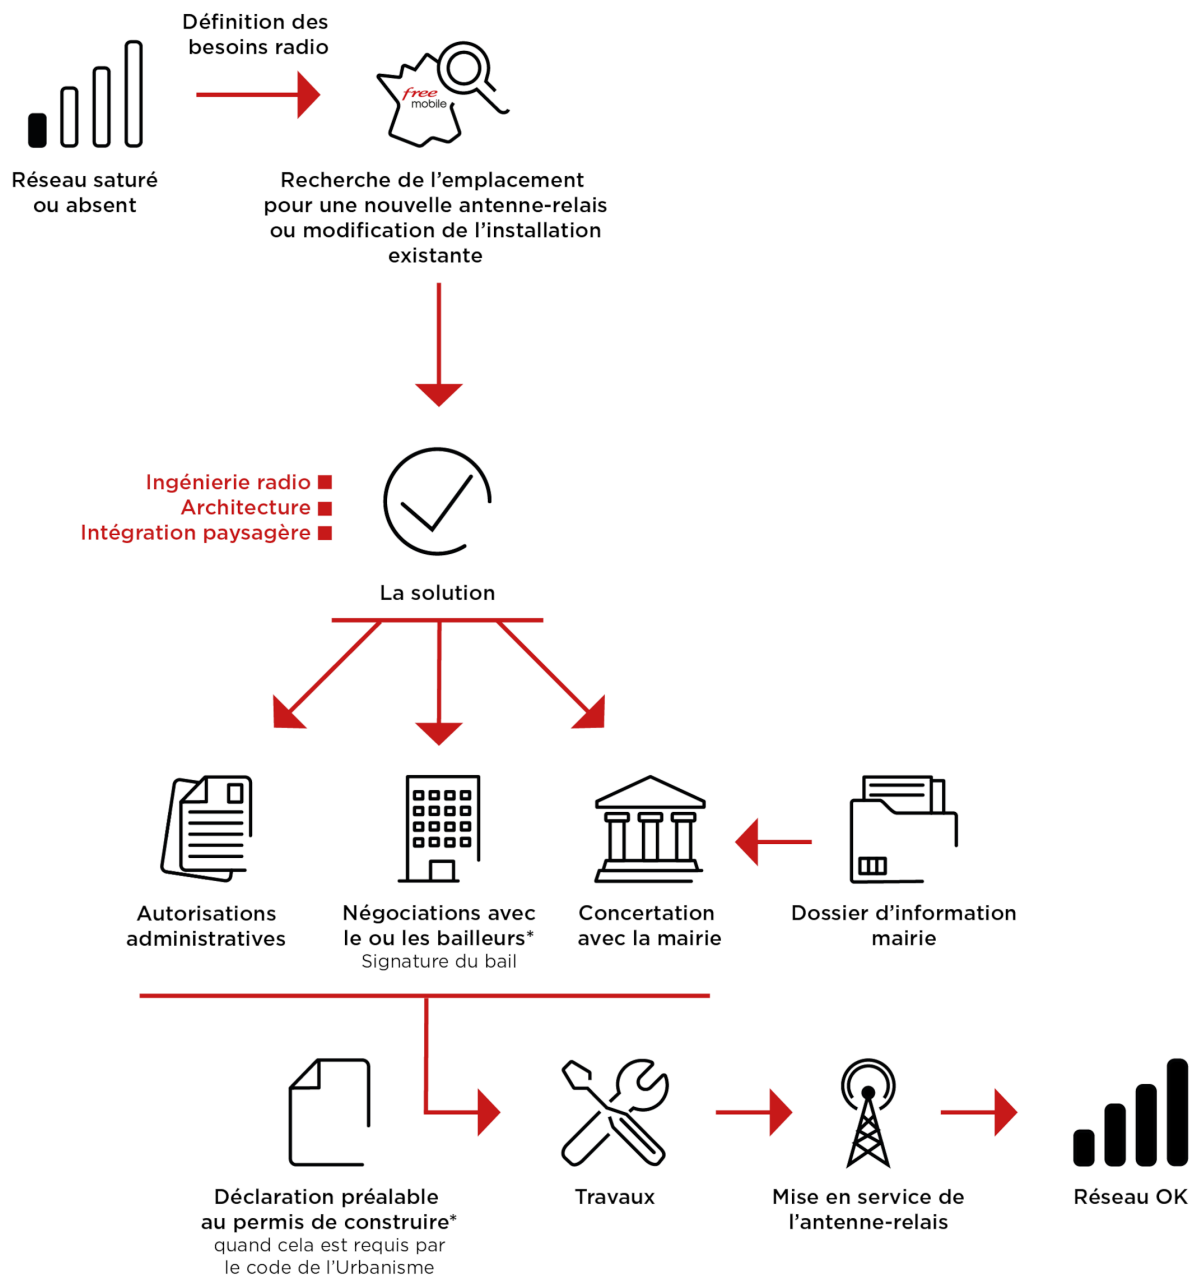 Définition des
besoins radio
free
mobile
Réseau saturé
ou absent
Recherche de l’emplacement
pour une nouvelle antenne-relais
ou modification de l’installation
existante
Ingénierie radio
Architecture
Intégration paysagère
La solution
Autorisations
administratives
Négociations avec
le ou les bailleurs*
Signature du bail
Concertation
avec la mairie
Dossier d’information
mairie
Déclaration préalable
au permis de construire*
quand cela est requis par
le code de l’Urbanisme
Travaux
Mise en service de
l’antenne-relais
Réseau OK